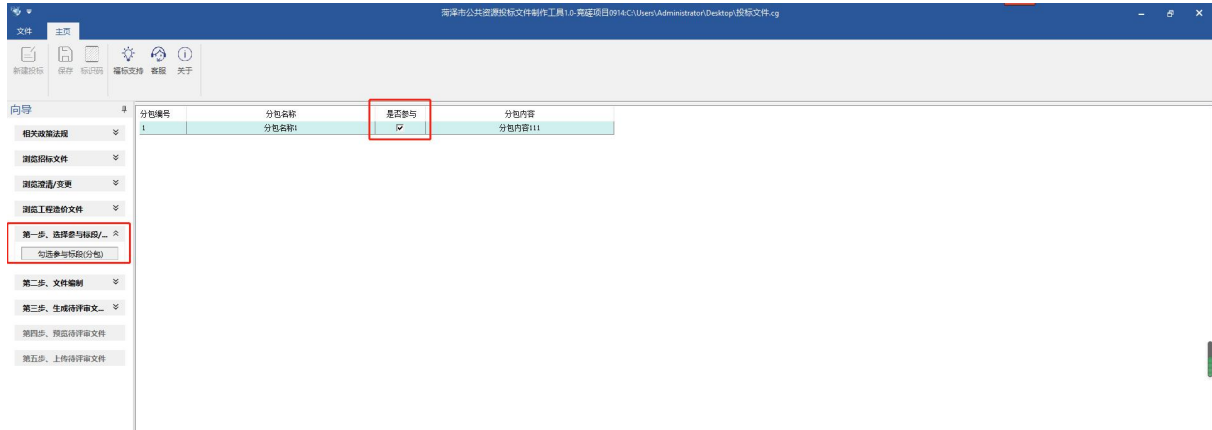 菏泽市公共资源投标文件制作工具1.0-竞磋项目0914:C:\Users\Administrator\Desktop\投标文件.cg
文件 主页
新建投标 保存 标识码 福标支持 客服 关于
向导
相关政策法规
浏览招标文件
浏览澄清/变更
浏览工程造价文件
第一步、选择参与标段/...
勾选参与标段(分包)
第二步、文件编制
第三步、生成待评审文...
第四步、预览待评审文件
第五步、上传待评审文件
分包编号 分包名称 是否参与 分包内容
1 分包名称1 分包内容111